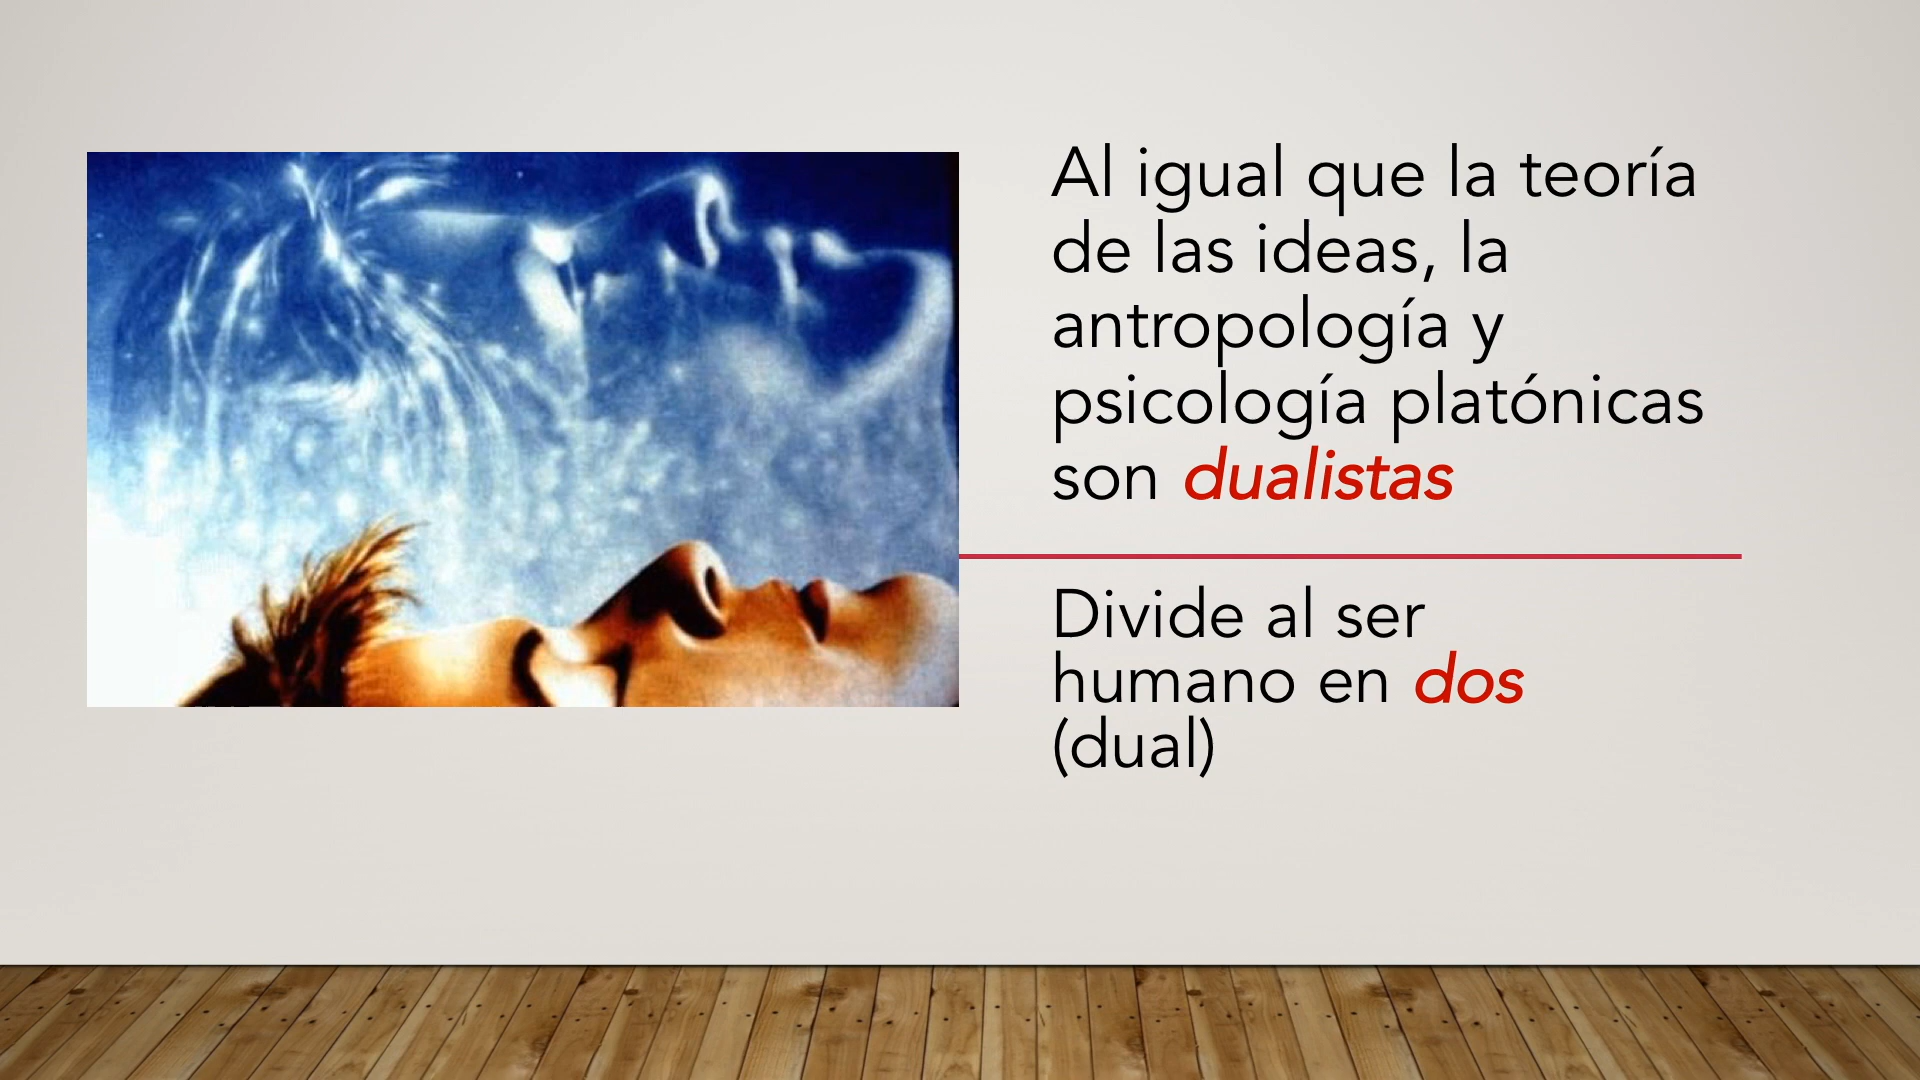 Al igual que la teoría
de las ideas, la
antropología y
psicología platónicas
son dualistas
Divide al ser
humano en dos
(dual)